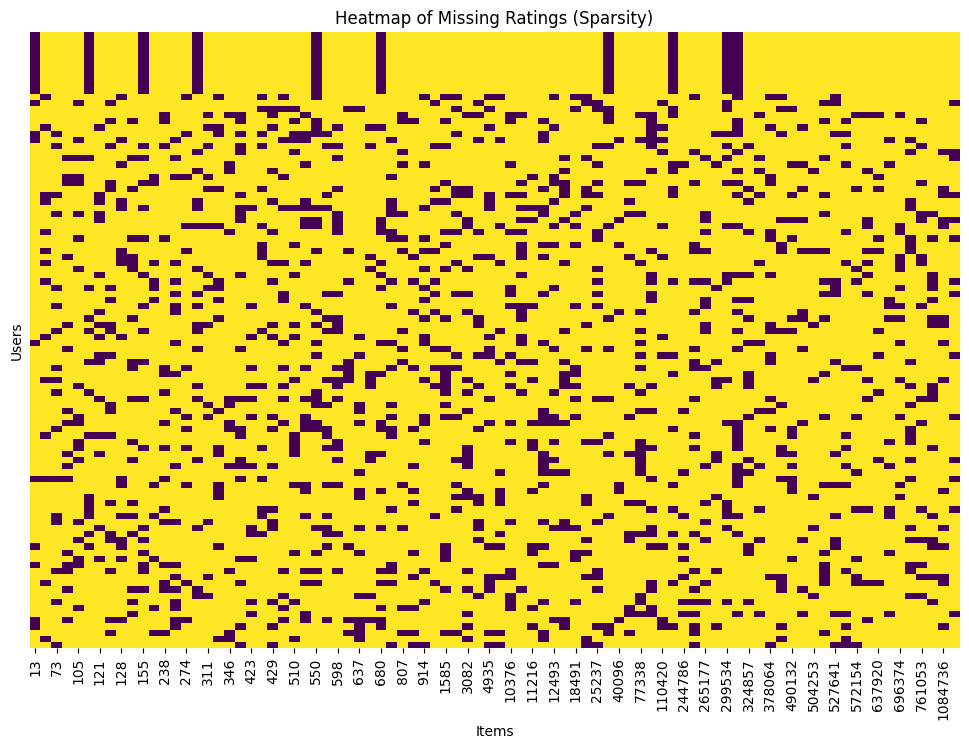 Heatmap of Missing Ratings (Sparsity)
Users
13 73 105 121 128 155 238 274 311 346 423 429 510 550 598 637 680 807 914 1585 3082 4935 10376 11216 12493 18491 25237 40096 77338 110420 244786 265177 299534 324857 378064 490132 504253 527641 572154 637920 696374 761053 1084736
Items